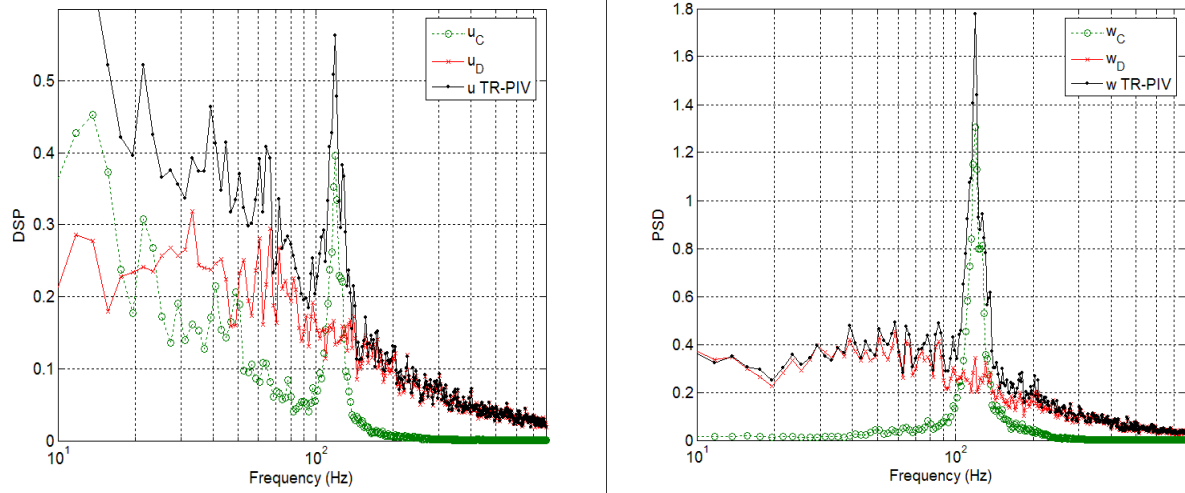 u_C
u_D
u TR-PIV
0.5
0.4
0.3
0.2
0.1
0
DSP
10^1
10^2
Frequency (Hz)
1.8
1.6
1.4
1.2
1
0.8
0.6
0.4
0.2
0
PSD
w_C
w_D
w TR-PIV
10^1
10^2
Frequency (Hz)